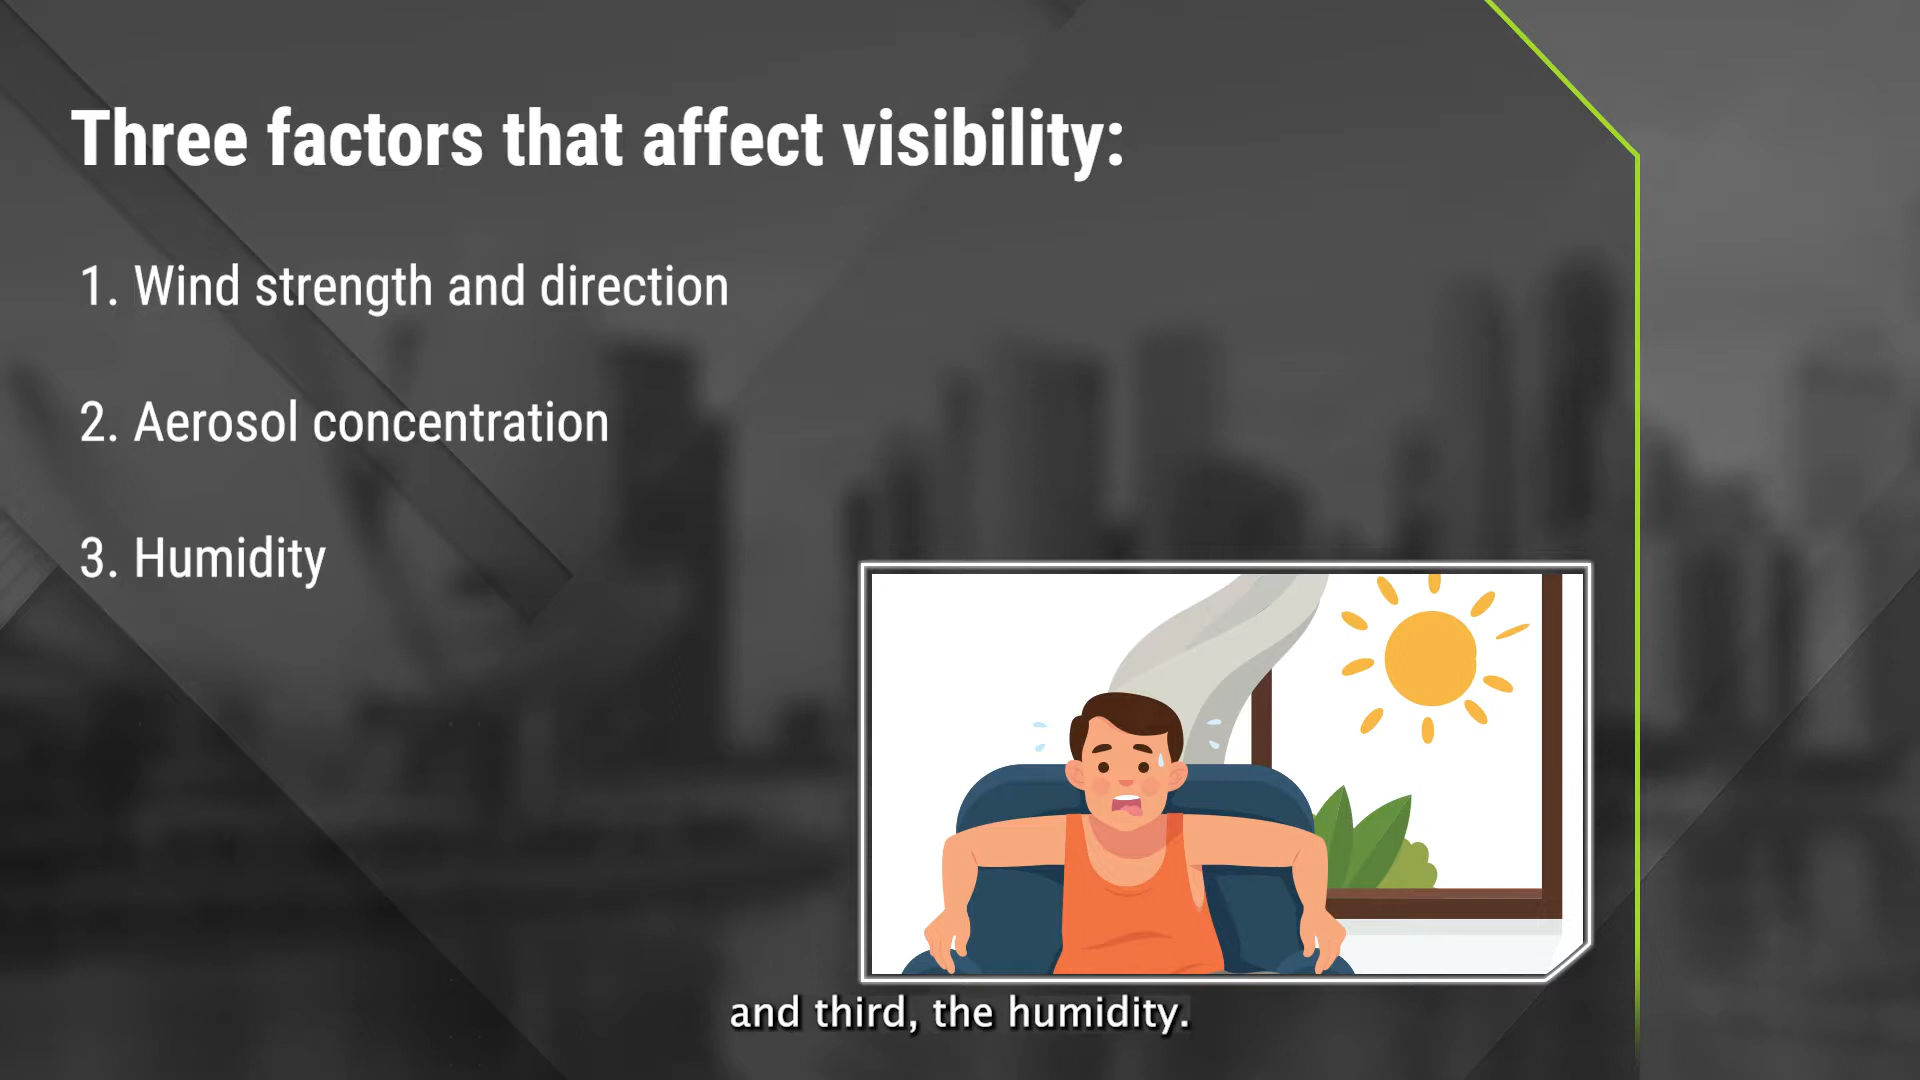 Three factors that affect visibility:
1. Wind strength and direction
2. Aerosol concentration
3. Humidity
and third, the humidity.